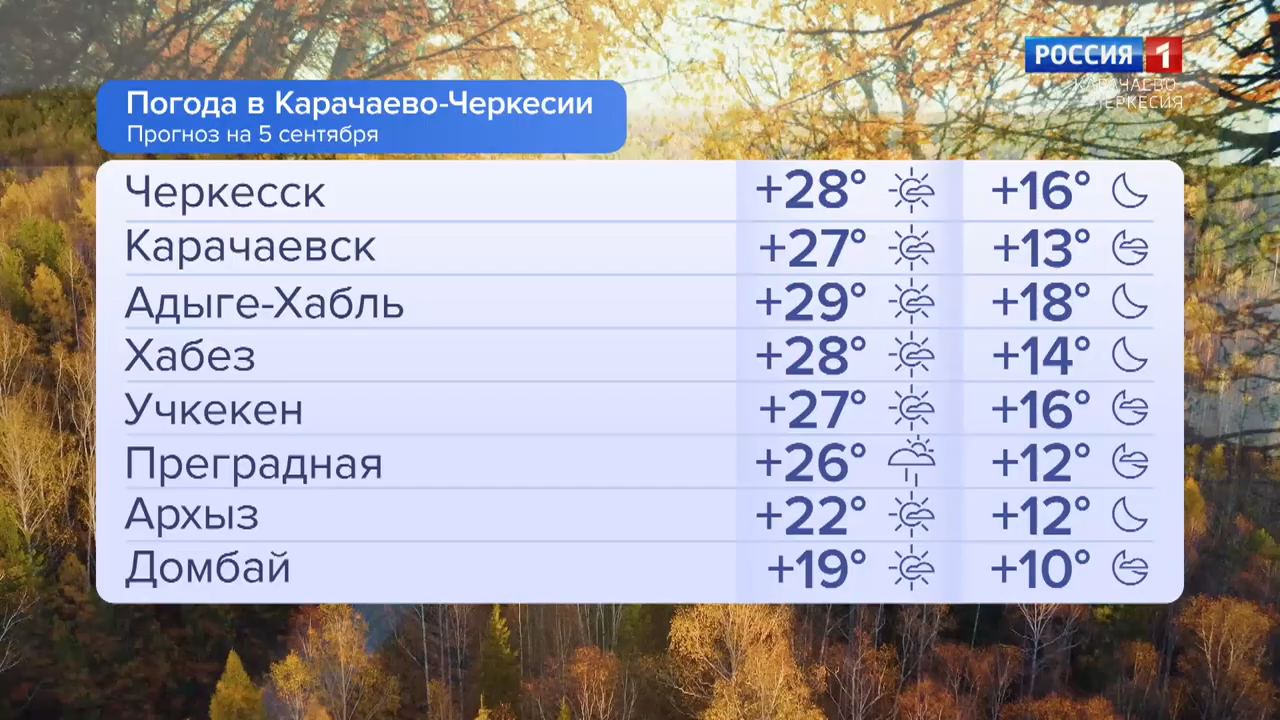 РОССИЯ 1
КАРАЧАЕВО-
ЧЕРКЕСИЯ
Погода в Карачаево-Черкесии
Прогноз на 5 сентября
Черкесск +28° +16°
Карачаевск +27° +13°
Адыге-Хабль +29° +18°
Хабез +28° +14°
Учкекен +27° +16°
Преградная +26° +12°
Архыз +22° +12°
Домбай +19° +10°